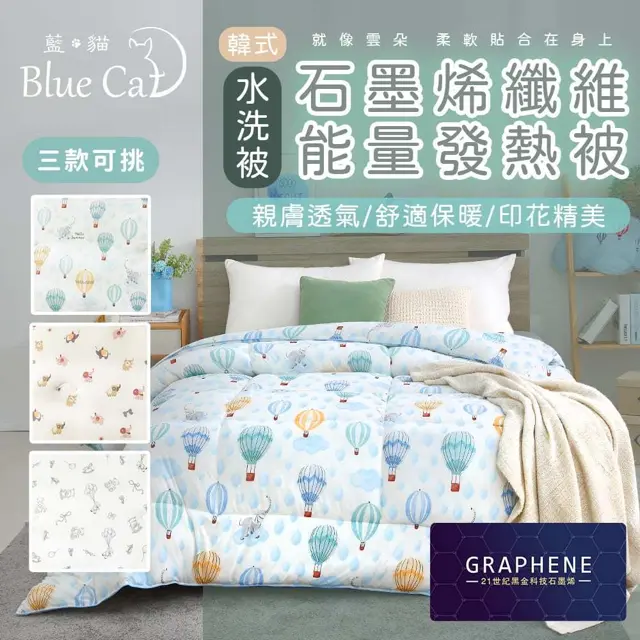 藍貓
Blue Cat
三款可挑
韓式
水洗被
就像雲朵 柔軟貼合在身上
石墨烯纖維
能量發熱被
親膚透氣/舒適保暖/印花精美
GRAPHENE
21世紀黑金科技石墨烯